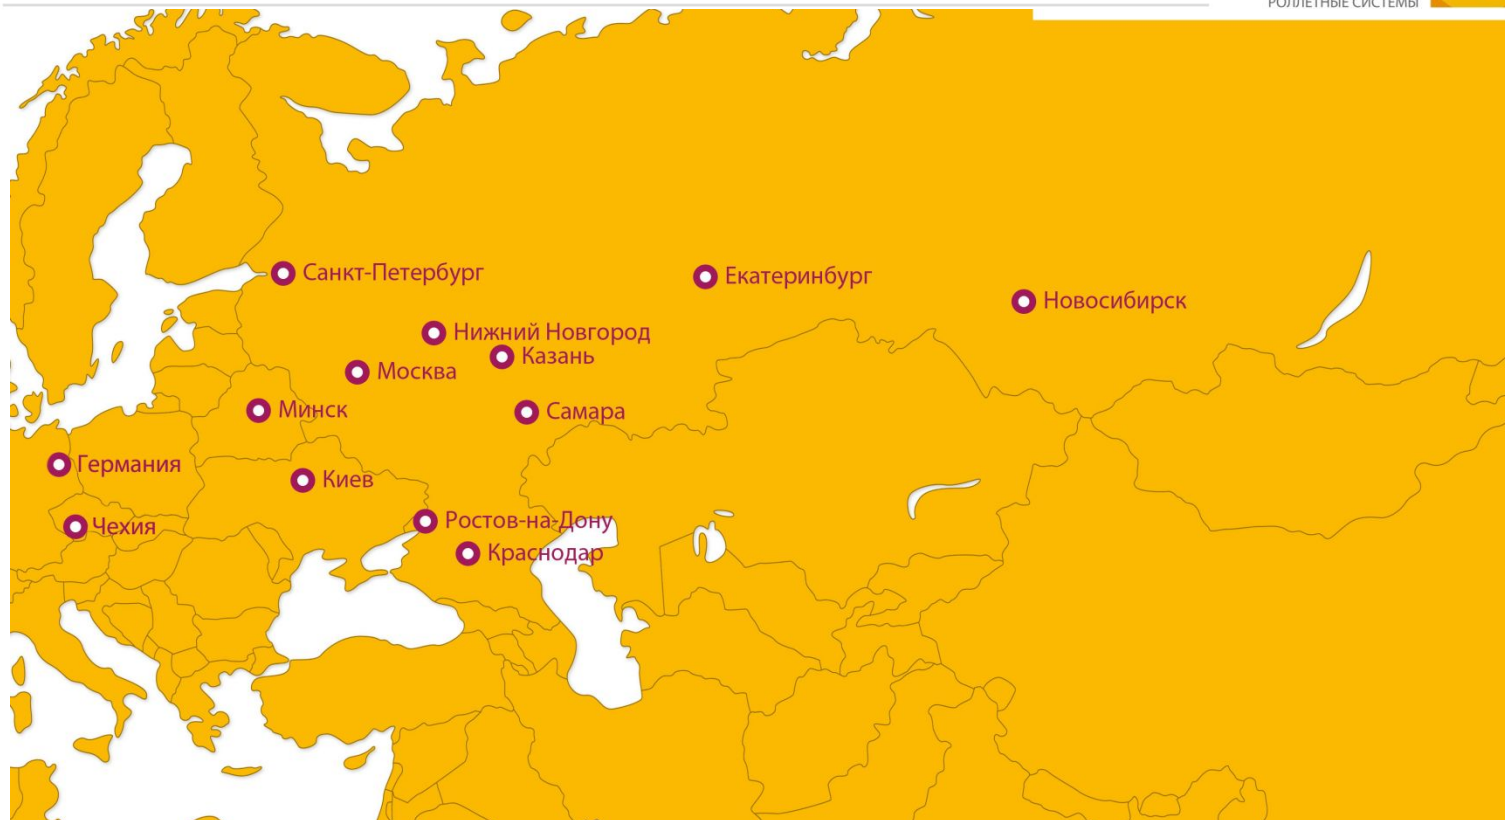 РОЛЛЕТНЫЕ СИСТЕМЫ
Санкт-Петербург
Екатеринбург
Новосибирск
Нижний Новгород
Казань
Москва
Минск
Самара
Германия
Киев
Чехия
Ростов-на-Дону
Краснодар